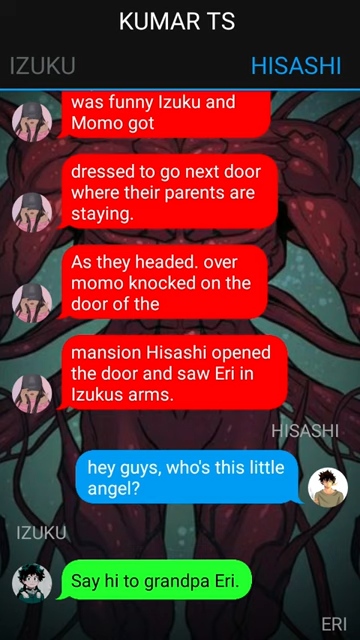 KUMAR TS
IZUKU
HISASHI
was funny Izuku and
Momo got
dressed to go next door
where their parents are
staying.
As they headed. over
momo knocked on the
door of the
mansion Hisashi opened
the door and saw Eri in
Izukus arms.
HISASHI
hey guys, who's this little
angel?
IZUKU
Say hi to grandpa Eri.
ERI